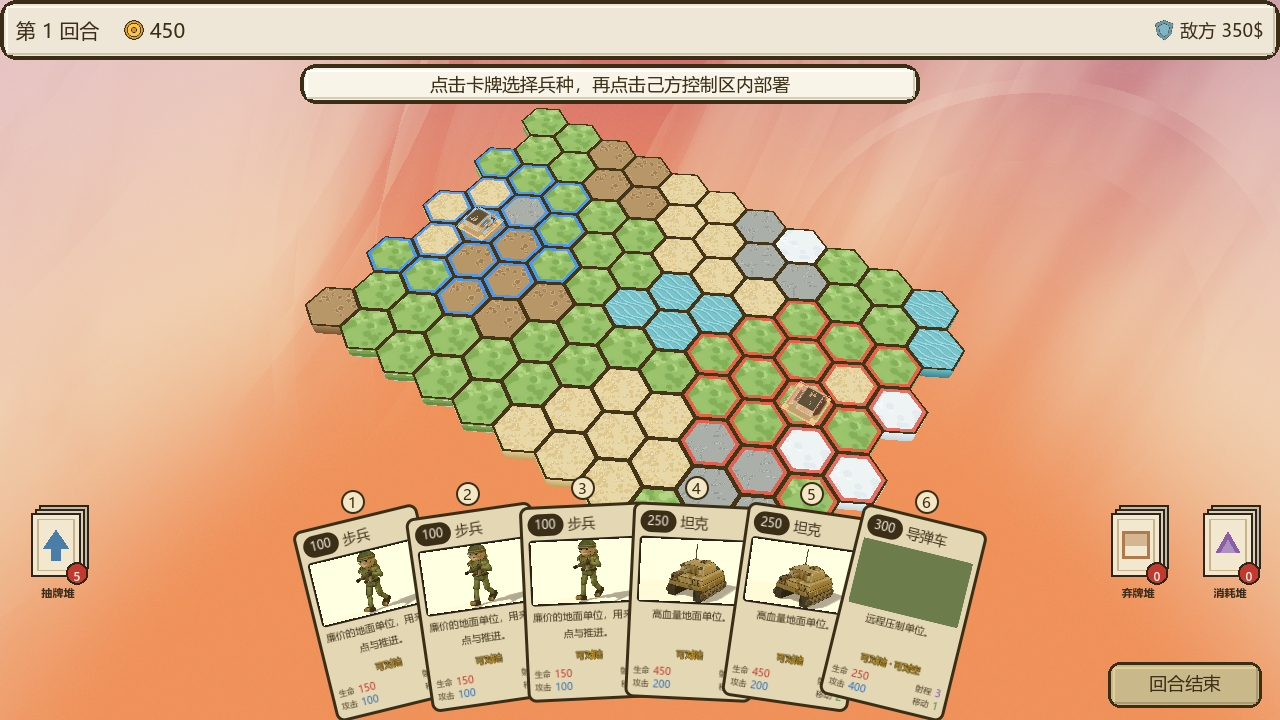 第 1 回合
450
敌方 350$
点击卡牌选择兵种，再点击己方控制区内部署
1
2
3
4
5
6
100 步兵
廉价的地面单位，用来
点与推进。
可对陆
生命 150
攻击 100
100 步兵
廉价的地面单位，用来
点与推进。
可对陆
生命 150
攻击 100
100 步兵
廉价的地面单位，用来
点与推进。
可对陆
生命 150
攻击 100
250 坦克
高血量地面单位。
可对陆
生命 450
攻击 200
250 坦克
高血量地面单位。
可对陆
生命 450
攻击 200
300 导弹车
远程压制单位。
可对陆·可对空
生命 250
攻击 400
射程 3
移动 1
5
抽牌堆
0
弃牌堆
0
消耗堆
回合结束